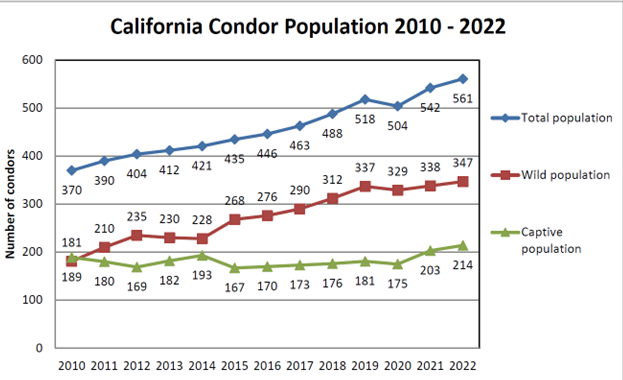 California Condor Population 2010 - 2022
Number of condors
600
500
400
300
200
100
0
370 390 404 412 421 435 446 463 488 518 504 542 561
181 210 235 230 228 268 276 290 312 337 329 338 347
189 180 169 182 193 167 170 173 176 181 175 203 214
2010 2011 2012 2013 2014 2015 2016 2017 2018 2019 2020 2021 2022
Total population
Wild population
Captive
population